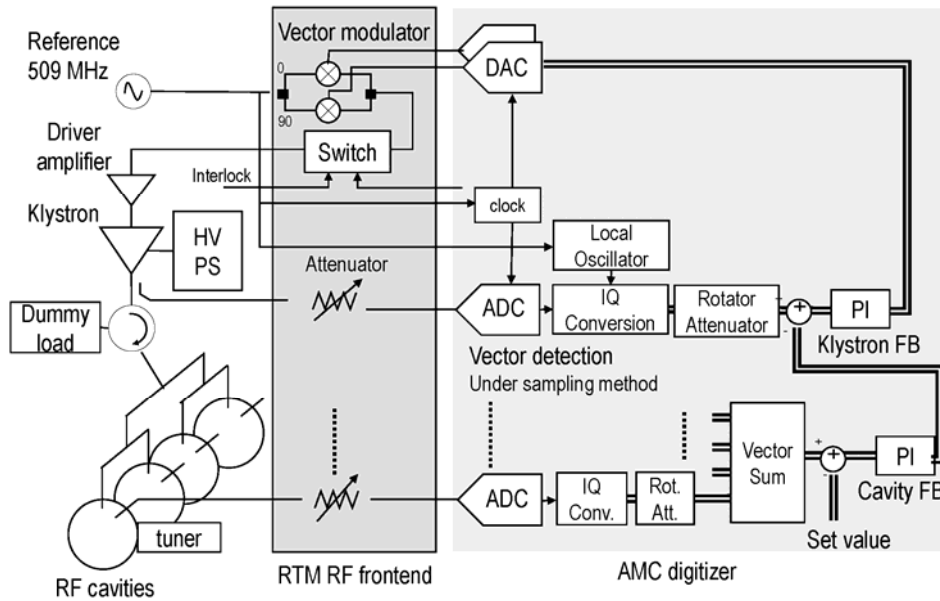 Reference
509 MHz
Vector modulator
0
90
DAC
Driver
amplifier
Switch
Interlock
clock
Klystron
HV
PS
Local
Oscillator
Attenuator
ADC
IQ
Conversion
Rotator
Attenuator
-
-
+
PI
Klystron FB
Dummy
load
Vector detection
Under sampling method
Vector
Sum
+
-
+
PI
Cavity FB
ADC
IQ
Conv.
Rot.
Att.
tuner
Set value
RF cavities
RTM RF frontend
AMC digitizer